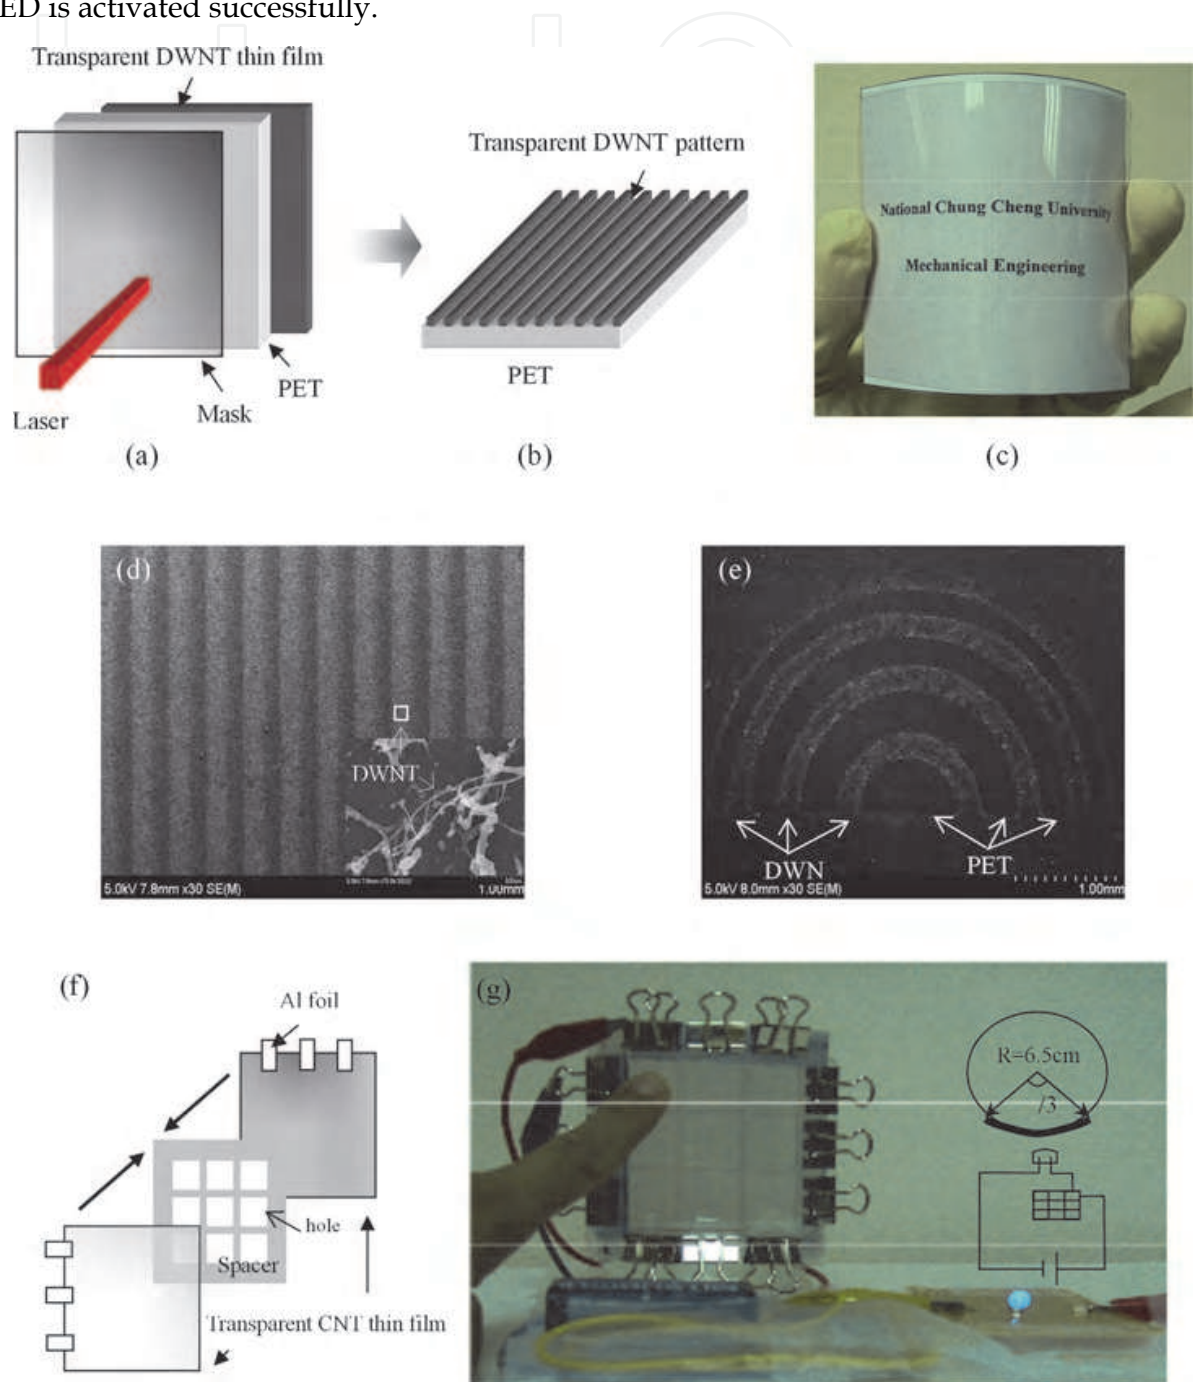 ED is activated successfully.
Transparent DWNT thin film
Transparent DWNT pattern
National Chung Cheng University
Mechanical Engineering
PET
PET
Mask
Laser
(a)
(b)
(c)
(d)
DWNT
5.0kV 7.8mm x30 SE(M)
1.00mm
(e)
DWN
PET
5.0kV 8.0mm x30 SE(M)
1.00mm
(f)
Al foil
hole
Spacer
Transparent CNT thin film
(g)
R=6.5cm
/3